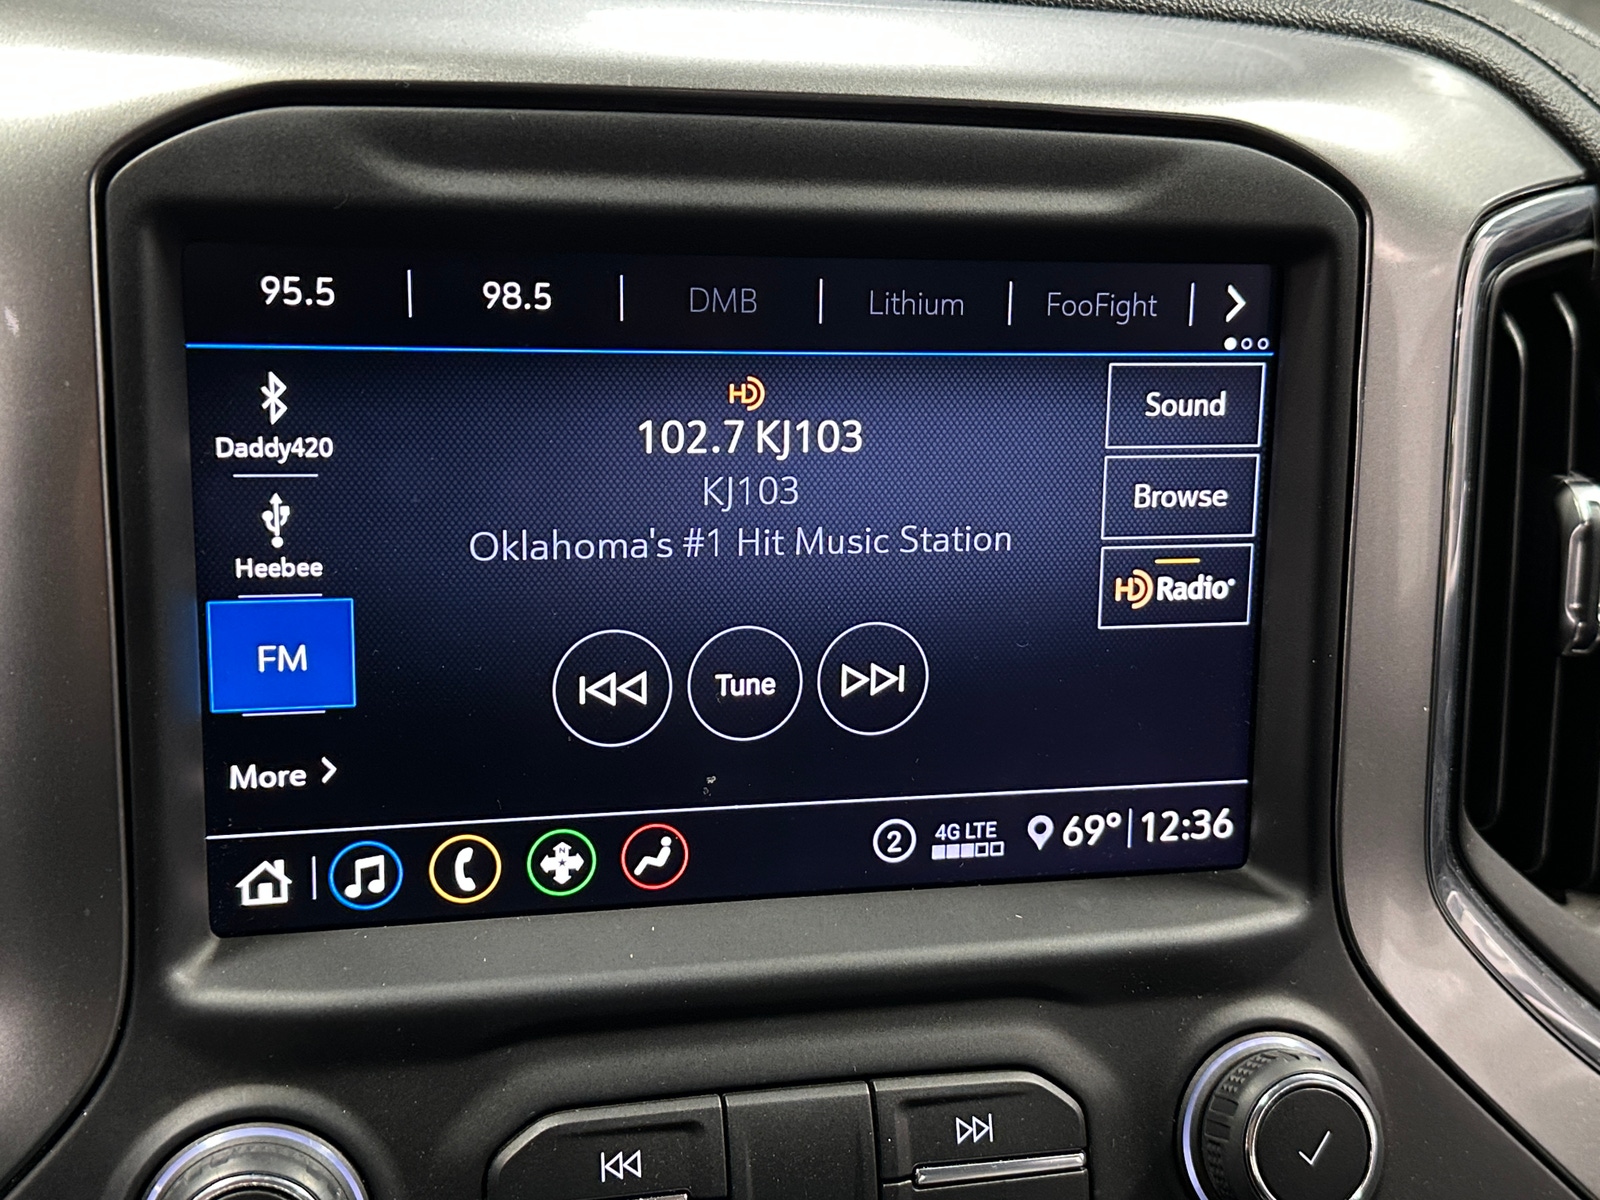 95.5 | 98.5 | DMB | Lithium | FooFight |
HD
102.7 KJ103
KJ103
Oklahoma's #1 Hit Music Station
Daddy420
Heebee
FM
More
Sound
Browse
HD Radio
Tune
N
2 4G LTE 69° | 12:36